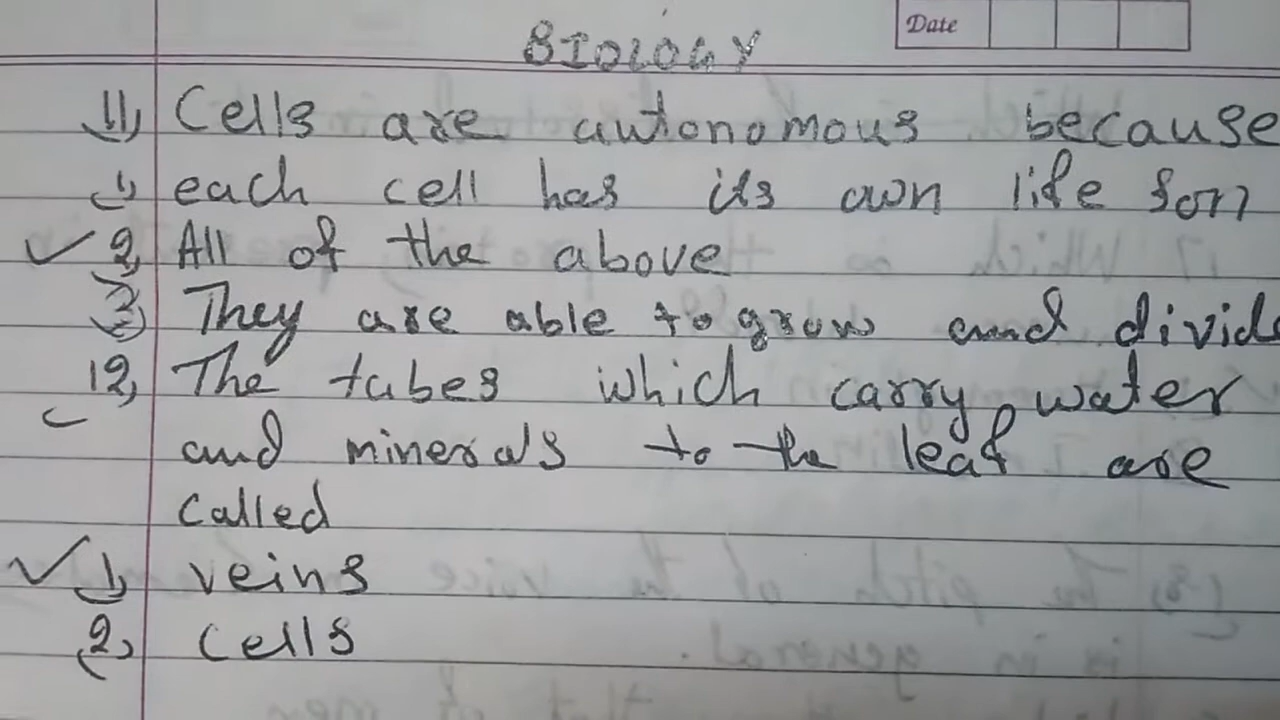 Date
BIOLOGY
11) Cells are autonomous because
1) each cell has its own life
✓ 2) All of the above
3) They are able to grow and divide
12) The tubes which carry water
and minerals to the leaf are
called
✓ 1) veins
2) Cells